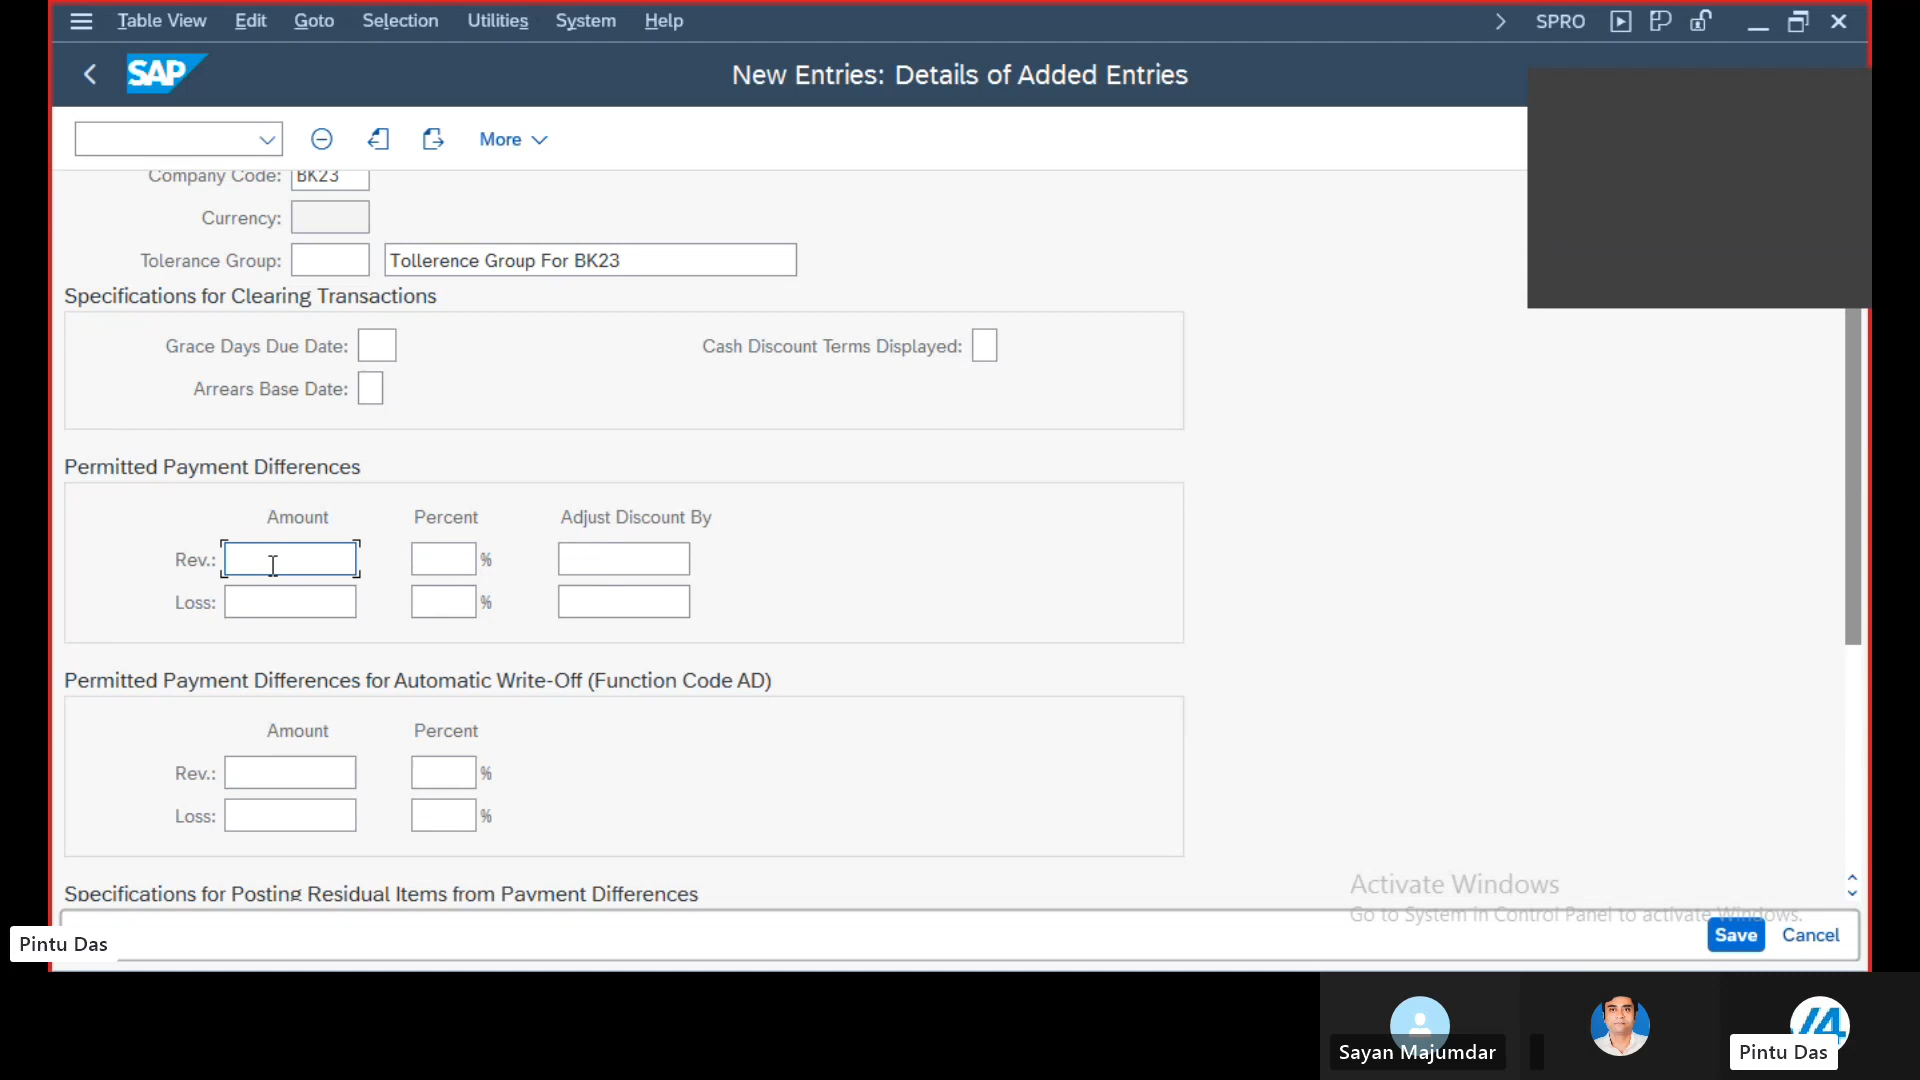 Table View Edit Goto Selection Utilities System Help SPRO
SAP New Entries: Details of Added Entries
More
Company Code: BK23
Currency:
Tolerance Group: Tollerence Group For BK23
Specifications for Clearing Transactions
Grace Days Due Date: Cash Discount Terms Displayed:
Arrears Base Date:
Permitted Payment Differences
Amount Percent Adjust Discount By
Rev.: %
Loss: %
Permitted Payment Differences for Automatic Write-Off (Function Code AD)
Amount Percent
Rev.: %
Loss: %
Specifications for Posting Residual Items from Payment Differences
Activate Windows
Go to System in Control Panel to activate Windows.
Save Cancel
Pintu Das
Sayan Majumdar
Pintu Das